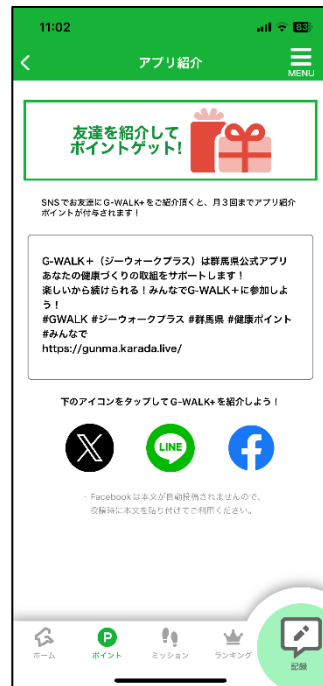 11:02
83
アプリ紹介
MENU
友達を紹介して
ポイントゲット!
SNSでお友達にG-WALK+をご紹介頂くと、月3回までアプリ紹介
ポイントが付与されます！
G-WALK+（ジーウォークプラス）は群馬県公式アプリ
あなたの健康づくりの取組をサポートします！
楽しいから続けられる！みんなでG-WALK+に参加しよ
う！
#GWALK #ジーウォークプラス #群馬県 #健康ポイント
#みんなで
https://gunma.karada.live/
下のアイコンをタップしてG-WALK+を紹介しよう！
X
LINE
f
・Facebookは本文が自動投稿されませんので、
投稿時に本文を貼り付けてご利用ください。
P
ホーム
ポイント
ミッション
ランキング
記録